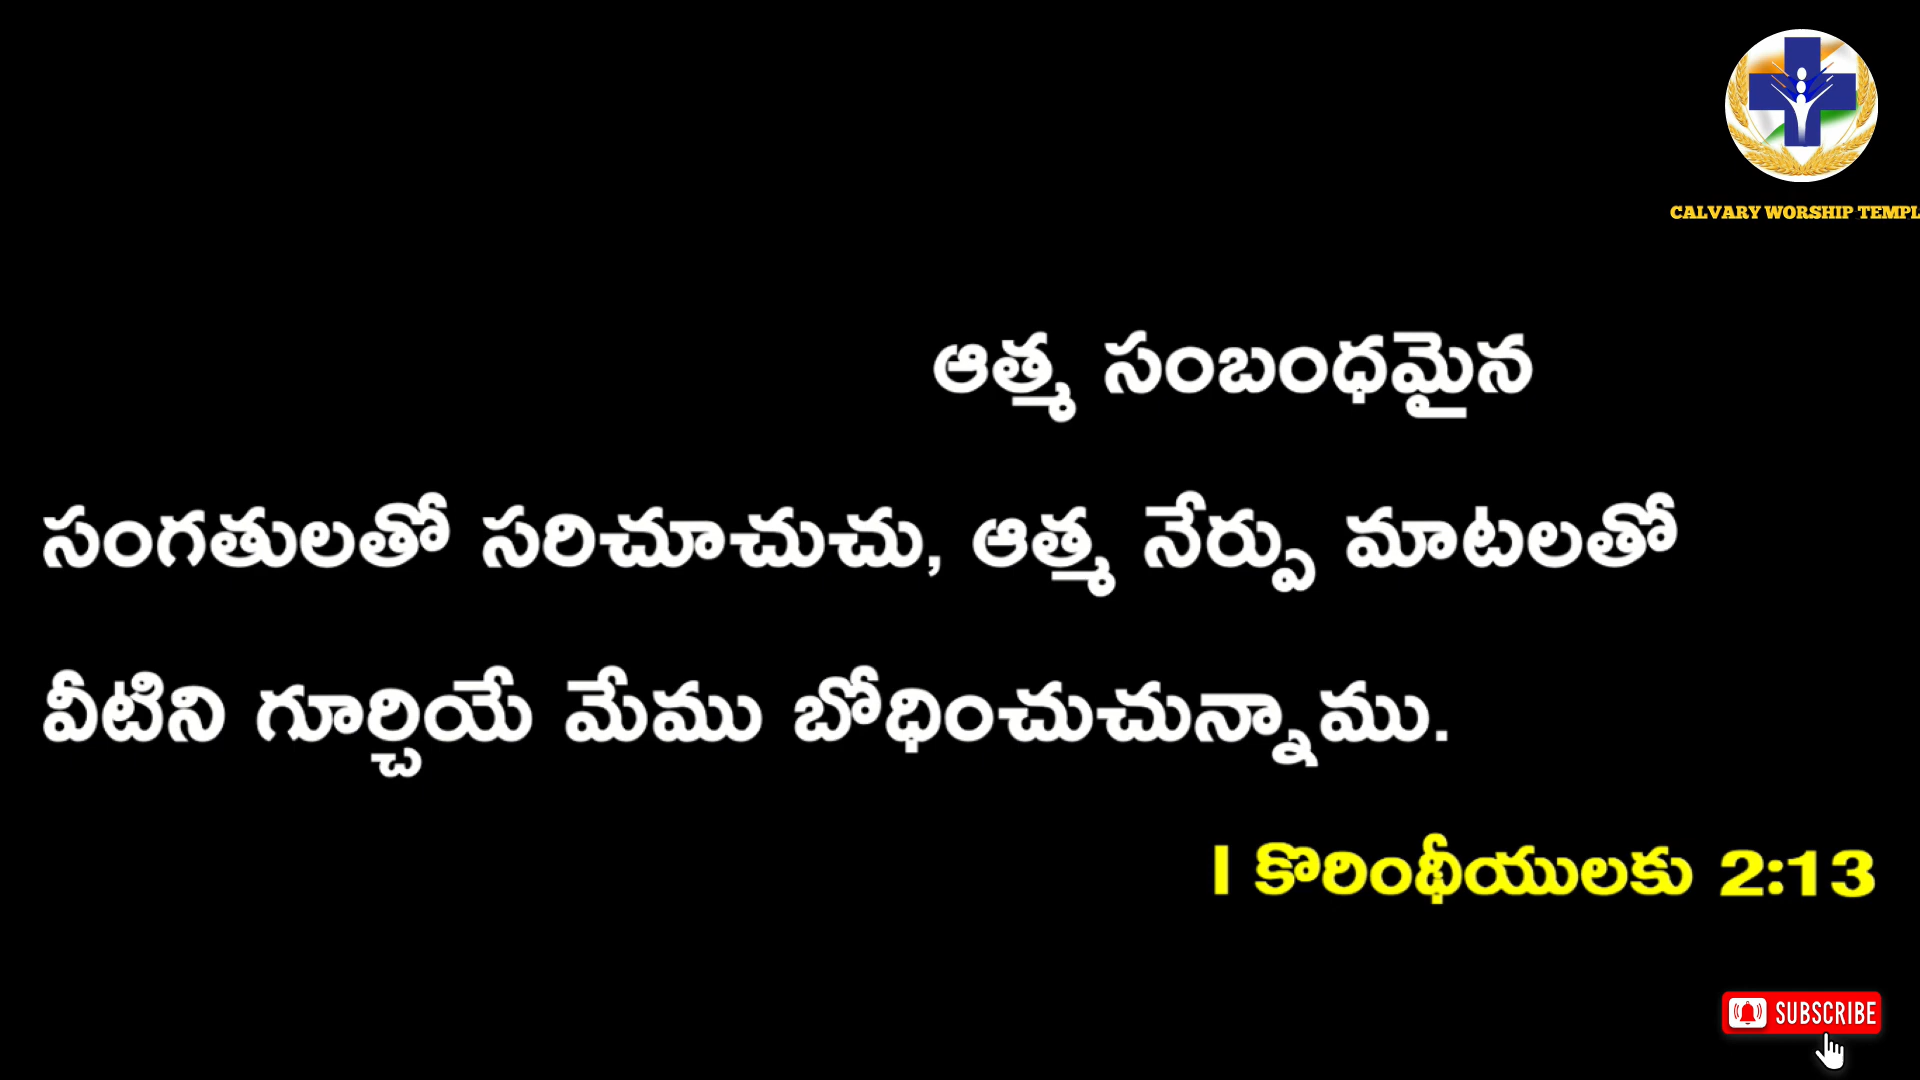 CALVARY WORSHIP TEMPL
ఆత్మ సంబంధమైన
సంగతులతో సరిచూచుచు, ఆత్మ నేర్పు మాటలతో
వీటిని గూర్చియే మేము బోధించుచున్నాము.
I కొరింథీయులకు 2:13
SUBSCRIBE